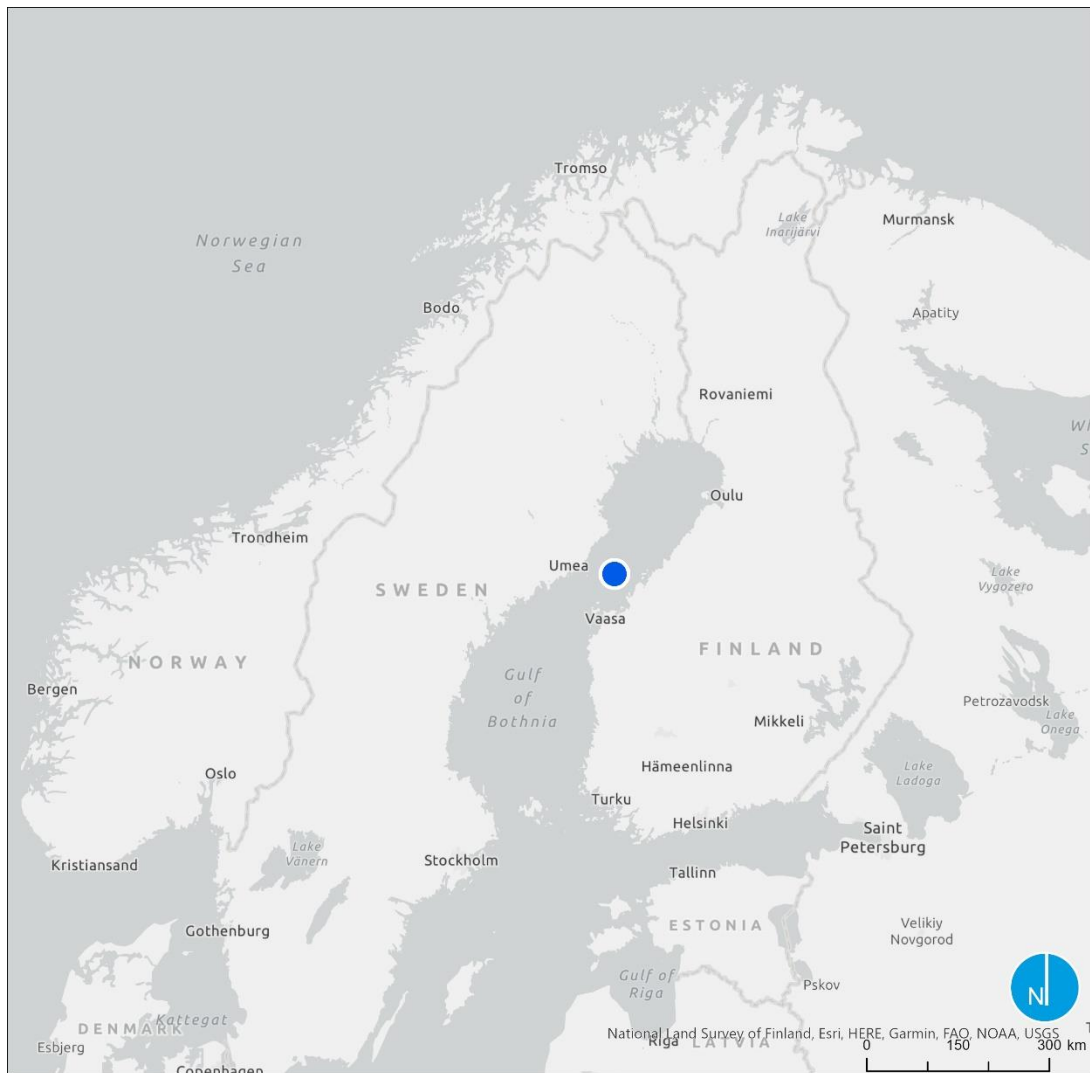 Tromso
Lake
Inarijärvi
Murmansk
Norwegian
Sea
Bodo
Apatity
Rovaniemi
Oulu
Trondheim
Umea
SWEDEN
Lake
Vygozero
Vaasa
NORWAY
FINLAND
Gulf
of
Bothnia
Bergen
Petrozavodsk
Lake
Onega
Mikkeli
Oslo
Hämeenlinna
Lake
Ladoga
Turku
Helsinki
Saint
Petersburg
Kristiansand
Lake
Vänern
Stockholm
Tallinn
Gothenburg
ESTONIA
Velikiy
Novgorod
Gulf of
Riga
Pskov
N
DENMARK
Kattegat
Esbjerg
National Land Survey of Finland, Esri, HERE, Garmin, FAO, NOAA, USGS
Riga
LATVIA
0 150 300 km
Copenhagen